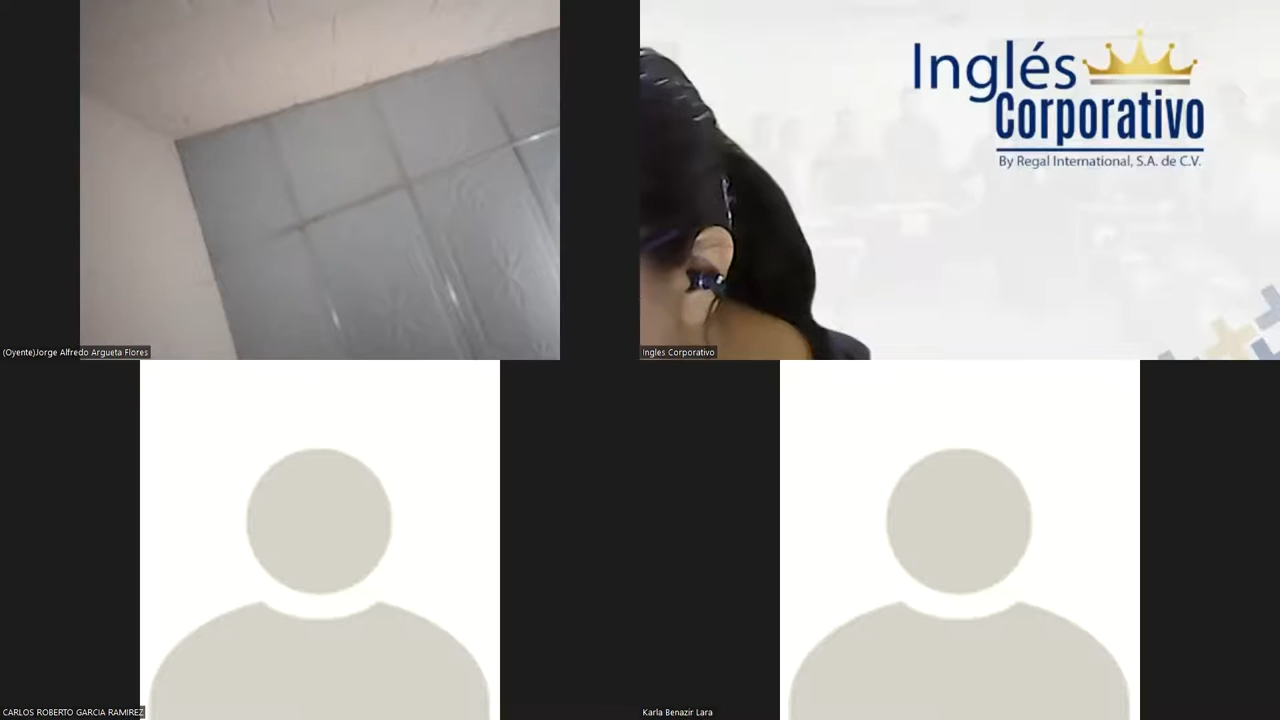 Inglés
Corporativo
By Regal International, S.A. de C.V.
(Oyente)Jorge Alfredo Argueta Flores
Ingles Corporativo
CARLOS ROBERTO GARCIA RAMIREZ
Karla Benazir Lara